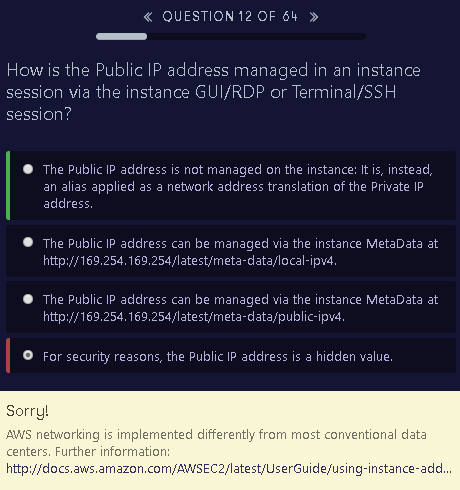 « QUESTION 12 OF 64 »
How is the Public IP address managed in an instance
session via the instance GUI/RDP or Terminal/SSH
session?
The Public IP address is not managed on the instance: It is, instead,
an alias applied as a network address translation of the Private IP
address.
The Public IP address can be managed via the instance MetaData at
http://169.254.169.254/latest/meta-data/local-ipv4.
The Public IP address can be managed via the instance MetaData at
http://169.254.169.254/latest/meta-data/public-ipv4.
For security reasons, the Public IP address is a hidden value.
Sorry!
AWS networking is implemented differently from most conventional data
centers. Further information:
http://docs.aws.amazon.com/AWSEC2/latest/UserGuide/using-instance-add...